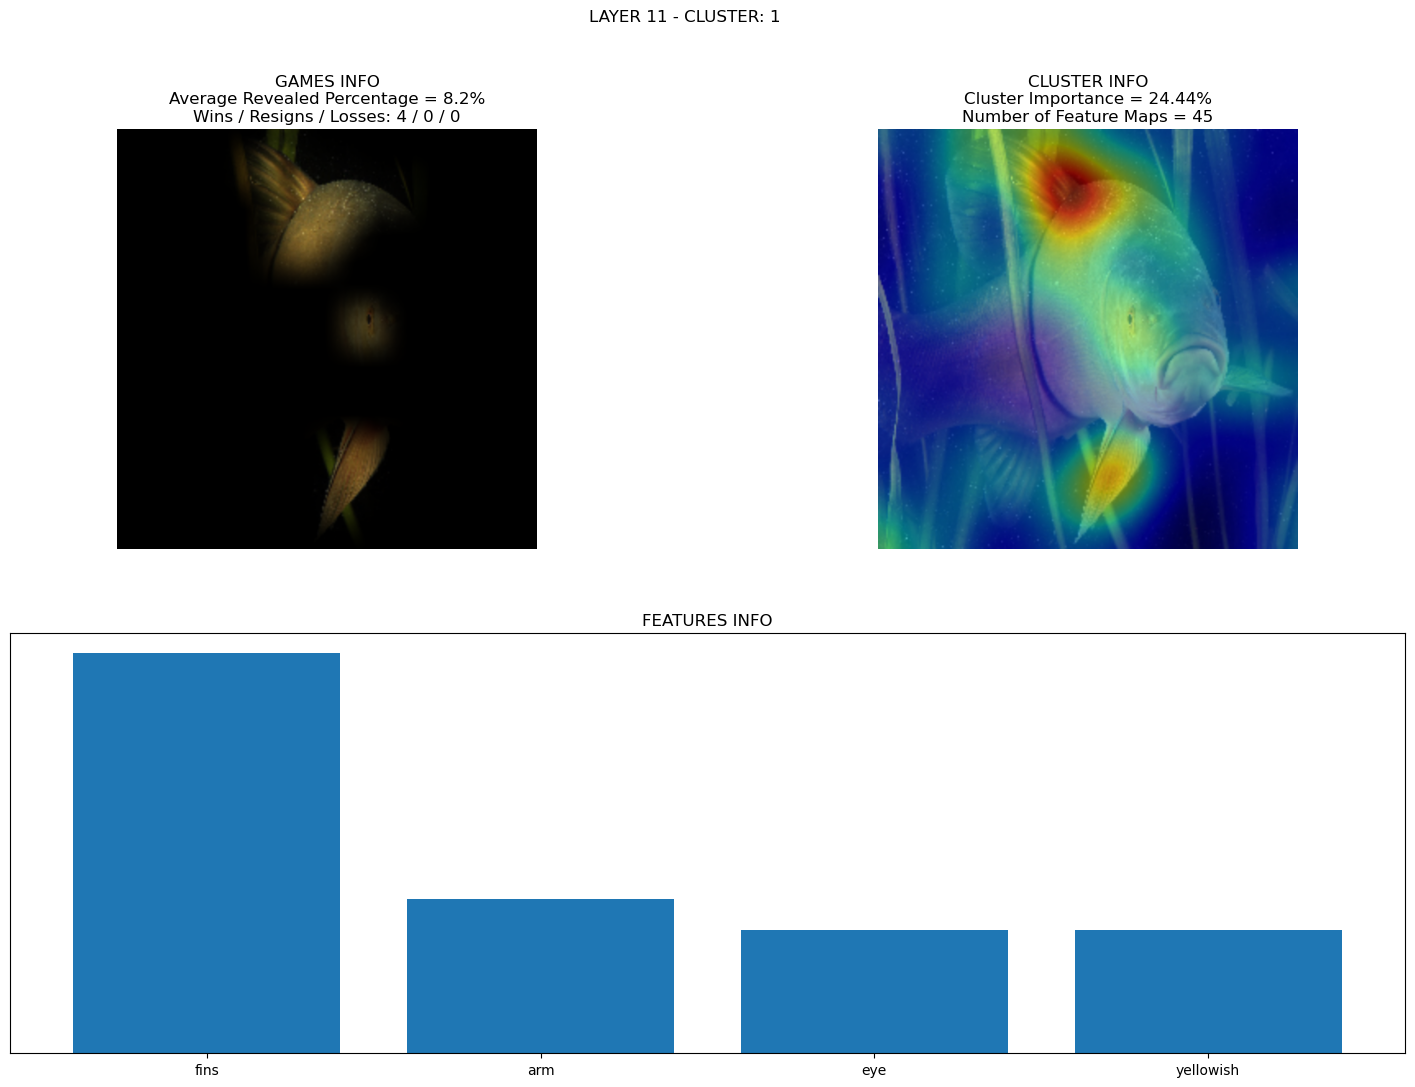 LAYER 11 - CLUSTER: 1
GAMES INFO
Average Revealed Percentage = 8.2%
Wins / Resigns / Losses: 4 / 0 / 0
CLUSTER INFO
Cluster Importance = 24.44%
Number of Feature Maps = 45
FEATURES INFO
fins
arm
eye
yellowish